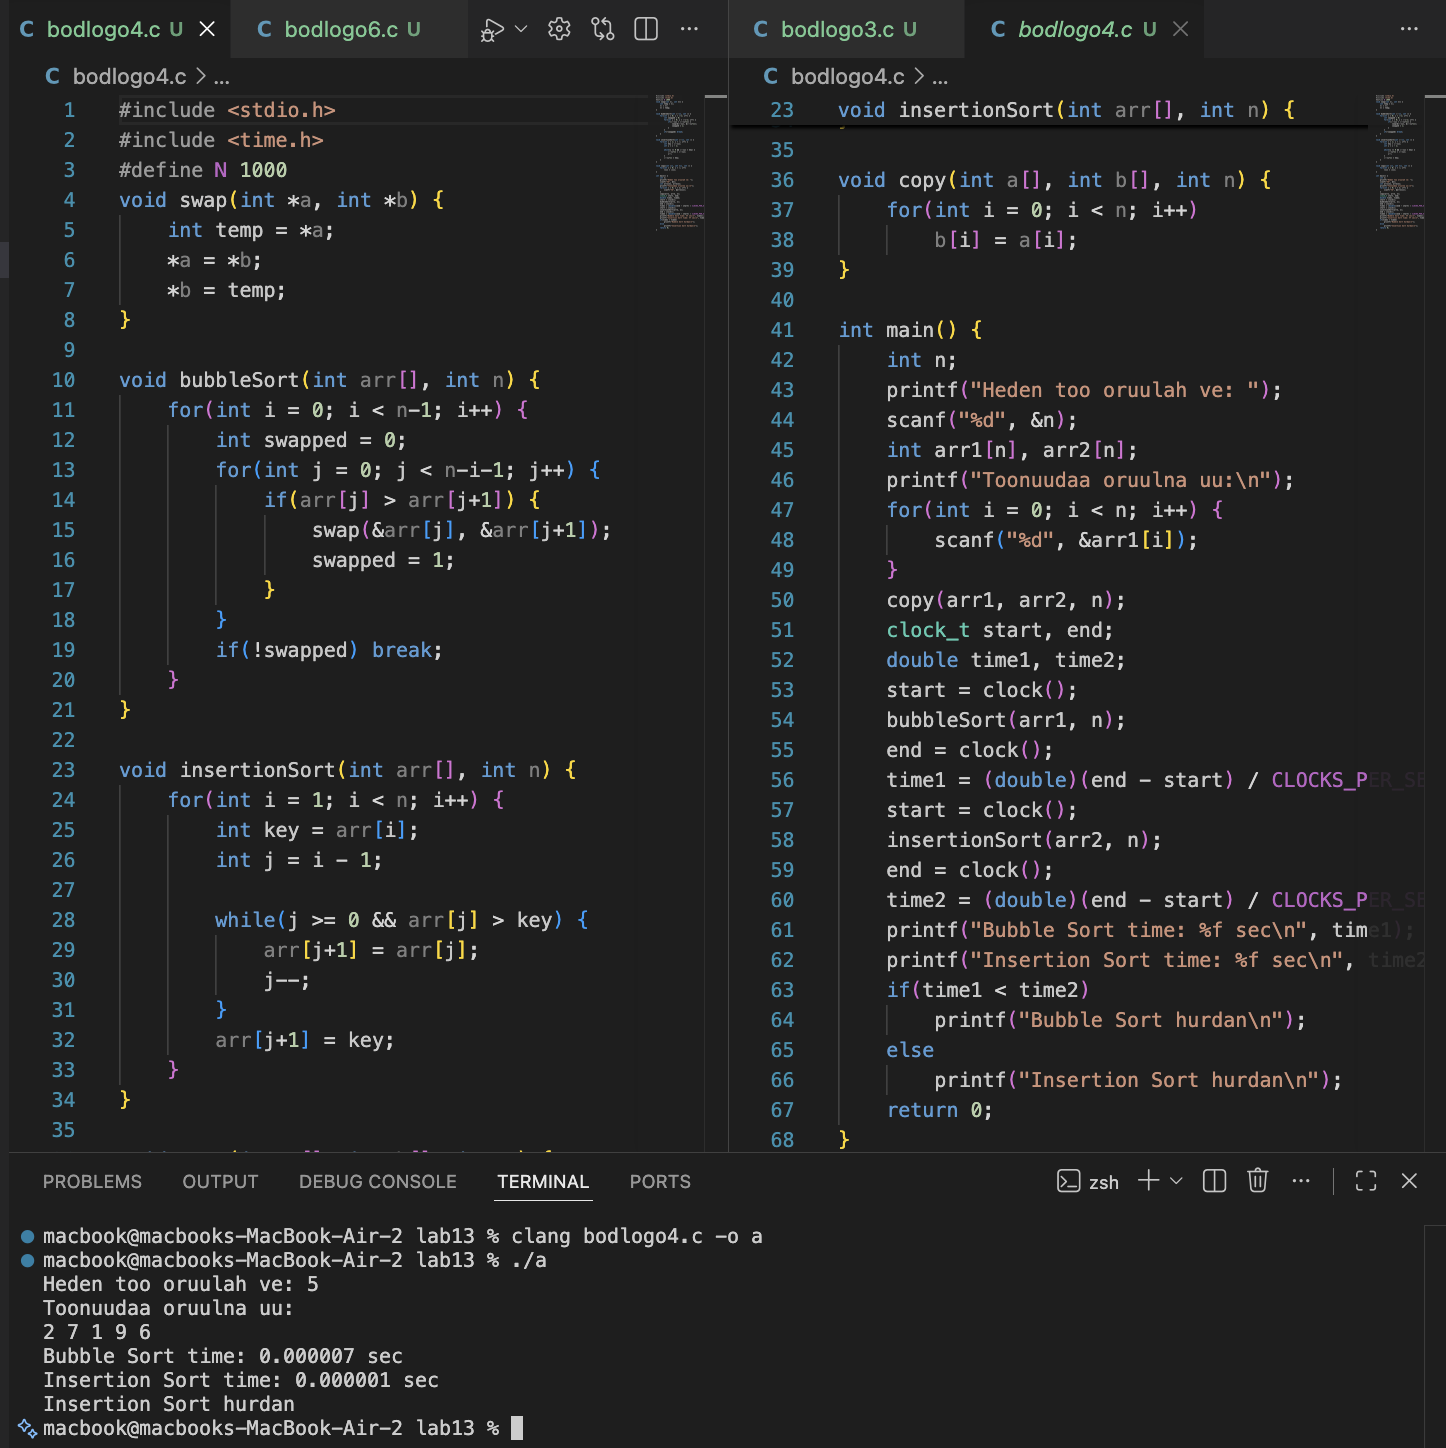 C bodlogo4.c U
C bodlogo6.c U
C bodlogo4.c > ...
1 #include <stdio.h>
2 #include <time.h>
3 #define N 1000
4 void swap(int *a, int *b) {
5 int temp = *a;
6 *a = *b;
7 *b = temp;
8 }
9
10 void bubbleSort(int arr[], int n) {
11 for(int i = 0; i < n-1; i++) {
12 int swapped = 0;
13 for(int j = 0; j < n-i-1; j++) {
14 if(arr[j] > arr[j+1]) {
15 swap(&arr[j], &arr[j+1]);
16 swapped = 1;
17 }
18 }
19 if(!swapped) break;
20 }
21 }
22
23 void insertionSort(int arr[], int n) {
24 for(int i = 1; i < n; i++) {
25 int key = arr[i];
26 int j = i - 1;
27
28 while(j >= 0 && arr[j] > key) {
29 arr[j+1] = arr[j];
30 j--;
31 }
32 arr[j+1] = key;
33 }
34 }
35
C bodlogo3.c U
C bodlogo4.c U
C bodlogo4.c > ...
23 void insertionSort(int arr[], int n) {
35
36 void copy(int a[], int b[], int n) {
37 for(int i = 0; i < n; i++)
38 b[i] = a[i];
39 }
40
41 int main() {
42 int n;
43 printf("Heden too oruulah ve: ");
44 scanf("%d", &n);
45 int arr1[n], arr2[n];
46 printf("Toonuudaa oruulna uu:\n");
47 for(int i = 0; i < n; i++) {
48 scanf("%d", &arr1[i]);
49 }
50 copy(arr1, arr2, n);
51 clock_t start, end;
52 double time1, time2;
53 start = clock();
54 bubbleSort(arr1, n);
55 end = clock();
56 time1 = (double)(end - start) / CLOCKS_PER_SE
57 start = clock();
58 insertionSort(arr2, n);
59 end = clock();
60 time2 = (double)(end - start) / CLOCKS_PER_SE
61 printf("Bubble Sort time: %f sec\n", time1);
62 printf("Insertion Sort time: %f sec\n", time2
63 if(time1 < time2)
64 printf("Bubble Sort hurdan\n");
65 else
66 printf("Insertion Sort hurdan\n");
67 return 0;
68 }
PROBLEMS OUTPUT DEBUG CONSOLE TERMINAL PORTS
zsh
macbook@macbooks-MacBook-Air-2 lab13 % clang bodlogo4.c -o a
macbook@macbooks-MacBook-Air-2 lab13 % ./a
Heden too oruulah ve: 5
Toonuudaa oruulna uu:
2 7 1 9 6
Bubble Sort time: 0.000007 sec
Insertion Sort time: 0.000001 sec
Insertion Sort hurdan
macbook@macbooks-MacBook-Air-2 lab13 %